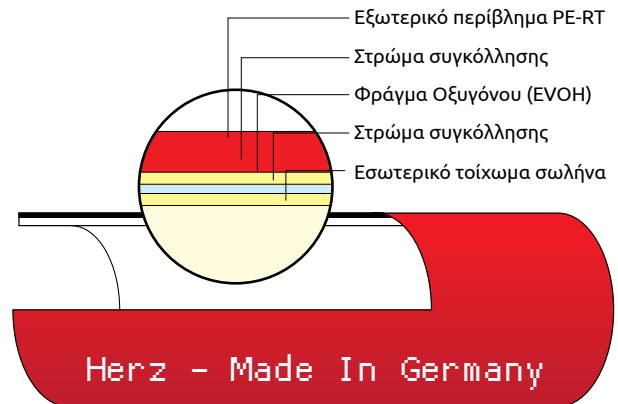 Εξωτερικό περίβλημα PE-RT
Στρώμα συγκόλλησης
Φράγμα Οξυγόνου (EVOH)
Στρώμα συγκόλλησης
Εσωτερικό τοίχωμα σωλήνα
Herz - Made In Germany